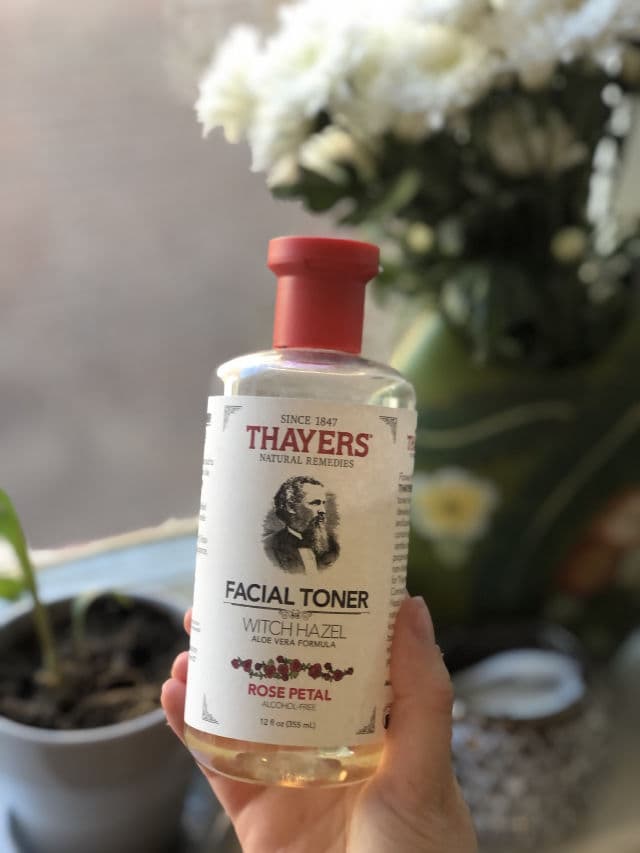 SINCE 1847
THAYERS®
NATURAL REMEDIES
FACIAL TONER
WITCH HAZEL
ALOE VERA FORMULA
ROSE PETAL
ALCOHOL-FREE
12 fl oz (355 mL)